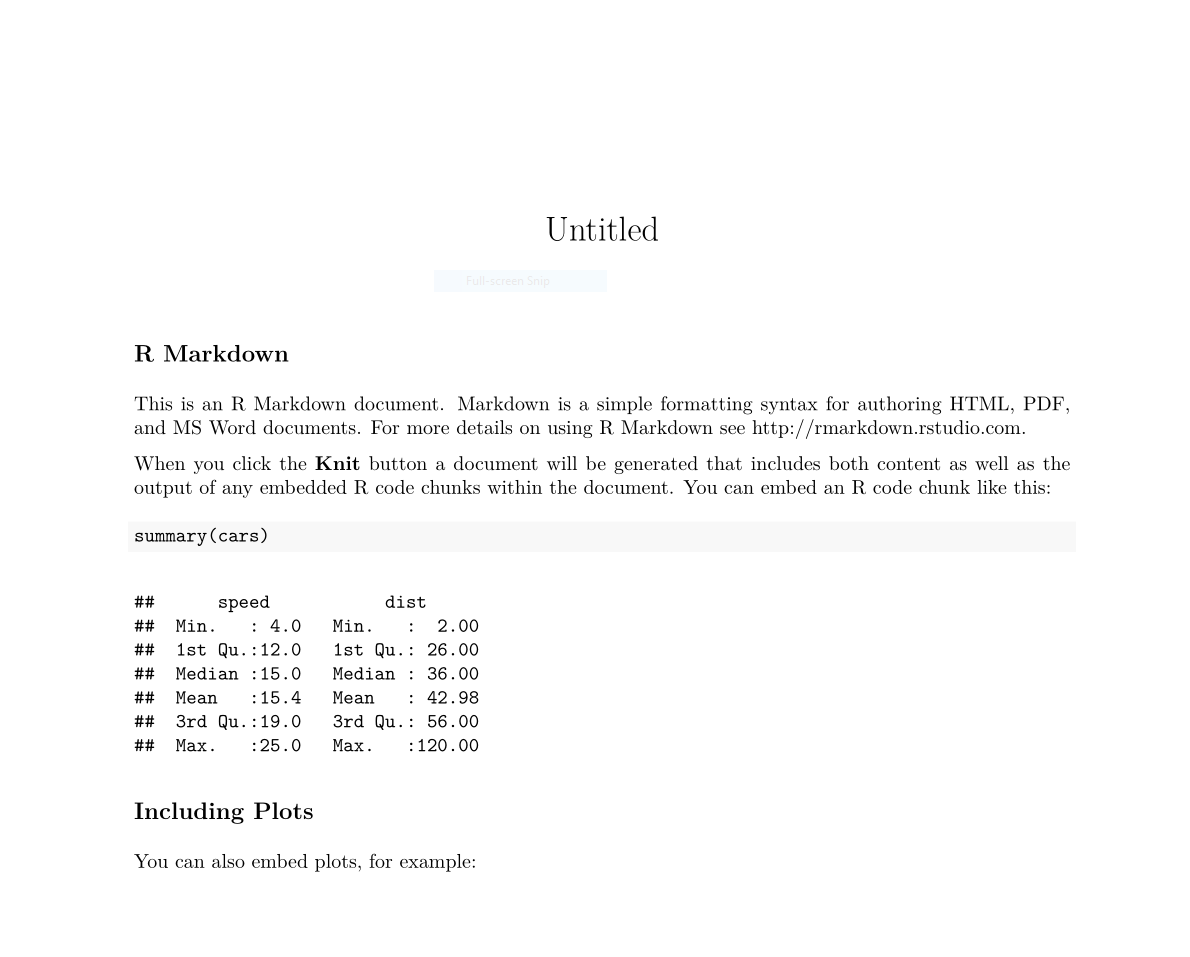 Untitled
Full-screen Snip
R Markdown
This is an R Markdown document. Markdown is a simple formatting syntax for authoring HTML, PDF,
and MS Word documents. For more details on using R Markdown see http://rmarkdown.rstudio.com.
When you click the Knit button a document will be generated that includes both content as well as the
output of any embedded R code chunks within the document. You can embed an R code chunk like this:
summary(cars)
##      speed           dist
##  Min.   : 4.0   Min.   :  2.00
##  1st Qu.:12.0   1st Qu.: 26.00
##  Median :15.0   Median : 36.00
##  Mean   :15.4   Mean   : 42.98
##  3rd Qu.:19.0   3rd Qu.: 56.00
##  Max.   :25.0   Max.   :120.00
Including Plots
You can also embed plots, for example: